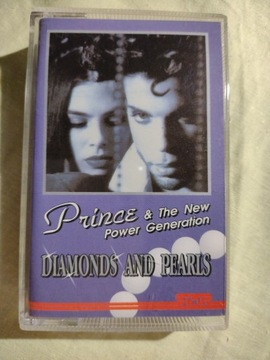 Prince & The New
Power Generation
DIAMONDS AND PEARLS